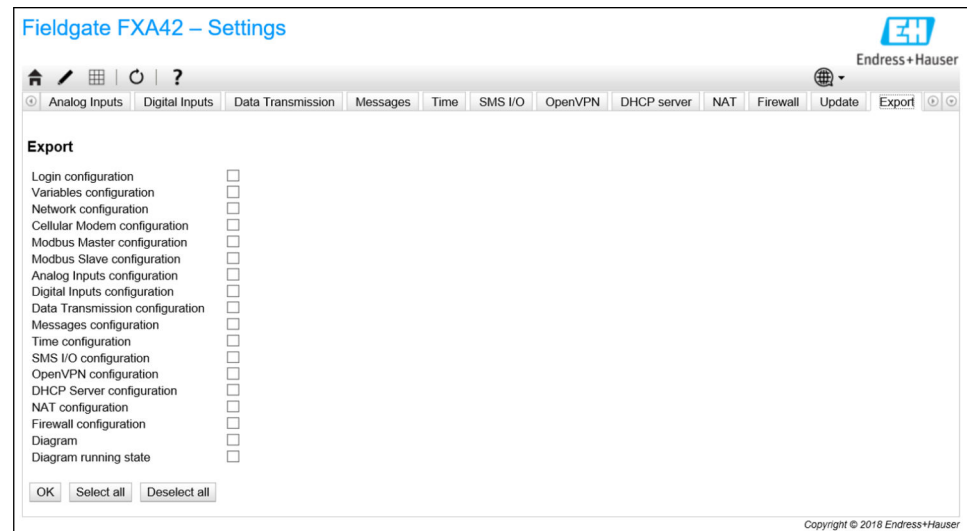 Fieldgate FXA42 – Settings
EH
Endress+Hauser
?
Analog Inputs Digital Inputs Data Transmission Messages Time SMS I/O OpenVPN DHCP server NAT Firewall Update Export
Export
Login configuration
Variables configuration
Network configuration
Cellular Modem configuration
Modbus Master configuration
Modbus Slave configuration
Analog Inputs configuration
Digital Inputs configuration
Data Transmission configuration
Messages configuration
Time configuration
SMS I/O configuration
OpenVPN configuration
DHCP Server configuration
NAT configuration
Firewall configuration
Diagram
Diagram running state
OK Select all Deselect all
Copyright © 2018 Endress+Hauser